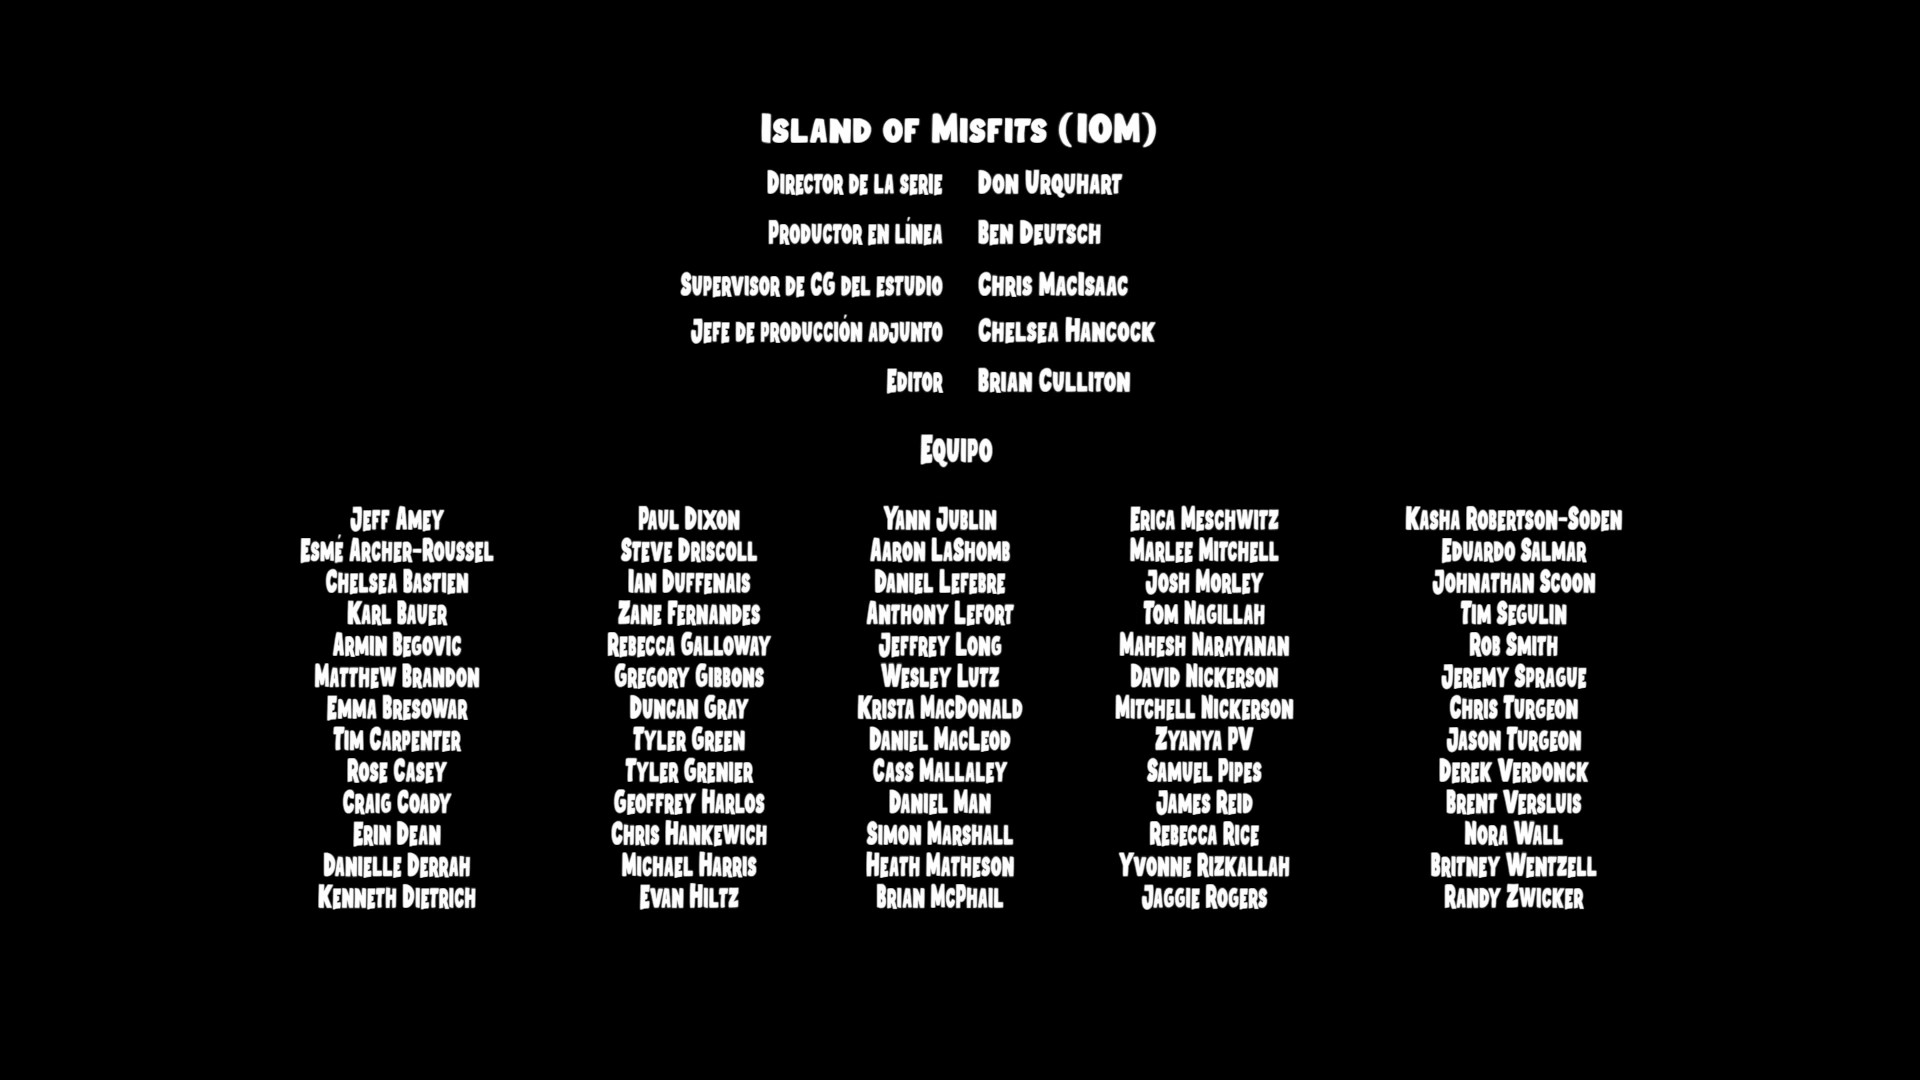 Island of Misfits (IOM)
Director de la serie Don Urquhart
Productor en línea Ben Deutsch
Supervisor de CG del estudio Chris MacIsaac
Jefe de producción adjunto Chelsea Hancock
Editor Brian Culliton
Equipo
Jeff Amey Paul Dixon Yann Jublin Erica Meschwitz Kasha Robertson-Soden
Esmé Archer-Roussel Steve Driscoll Aaron LaShomb Marlee Mitchell Eduardo Salmar
Chelsea Bastien Ian Duffenais Daniel Lefebre Josh Morley Johnathan Scoon
Karl Bauer Zane Fernandes Anthony Lefort Tom Nagillah Tim Segulin
Armin Begovic Rebecca Galloway Jeffrey Long Mahesh Narayanan Rob Smith
Matthew Brandon Gregory Gibbons Wesley Lutz David Nickerson Jeremy Sprague
Emma Bresowar Duncan Gray Krista MacDonald Mitchell Nickerson Chris Turgeon
Tim Carpenter Tyler Green Daniel MacLeod Zyanya PV Jason Turgeon
Rose Casey Tyler Grenier Cass Mallaley Samuel Pipes Derek Verdonck
Craig Coady Geoffrey Harlos Daniel Man James Reid Brent Versluis
Erin Dean Chris Hankewich Simon Marshall Rebecca Rice Nora Wall
Danielle Derrah Michael Harris Heath Matheson Yvonne Rizkallah Britney Wentzell
Kenneth Dietrich Evan Hiltz Brian McPhail Jaggie Rogers Randy Zwicker